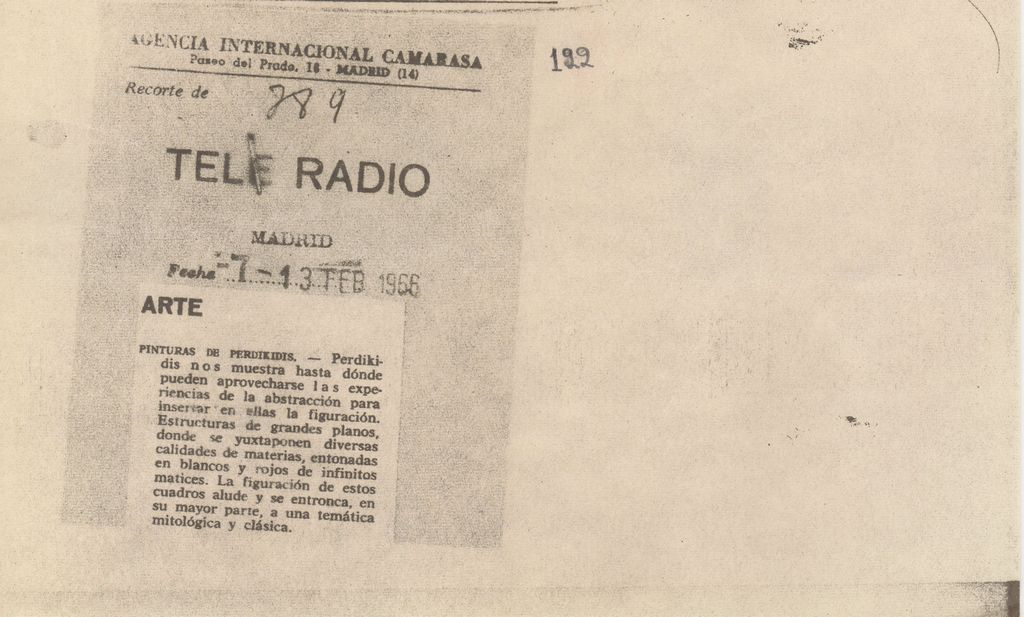 AGENCIA INTERNACIONAL CAMARASA
Paseo del Prado, 16 - MADRID (14)
122
Recorte de 789
TELE RADIO
MADRID
Fecha -7-13 FEB 1966
ARTE
PINTURAS DE PERDIKIDIS. — Perdiki-
dis nos muestra hasta dónde
pueden aprovecharse las expe-
riencias de la abstracción para
insertar en ellas la figuración.
Estructuras de grandes planos,
donde se yuxtaponen diversas
calidades de materias, entonadas
en blancos y rojos de infinitos
matices. La figuración de estos
cuadros alude y se entronca, en
su mayor parte, a una temática
mitológica y clásica.